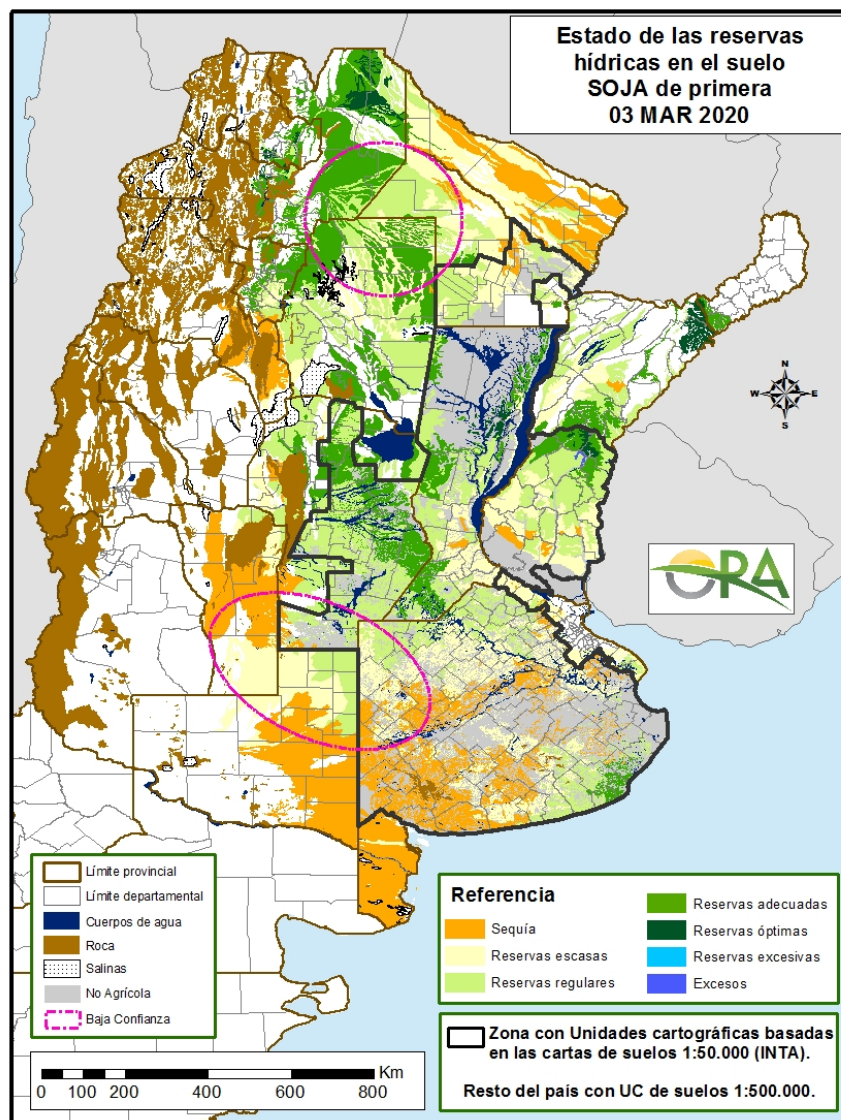 Estado de las reservas
hídricas en el suelo
SOJA de primera
03 MAR 2020
N
W
E
S
ORA
Límite provincial
Límite departamental
Cuerpos de agua
Roca
Salinas
No Agrícola
Baja Confianza
Referencia
Sequía
Reservas escasas
Reservas regulares
Reservas adecuadas
Reservas óptimas
Reservas excesivas
Excesos
Zona con Unidades cartográficas basadas
en las cartas de suelos 1:50.000 (INTA).
Resto del país con UC de suelos 1:500.000.
Km
0 100 200 400 600 800